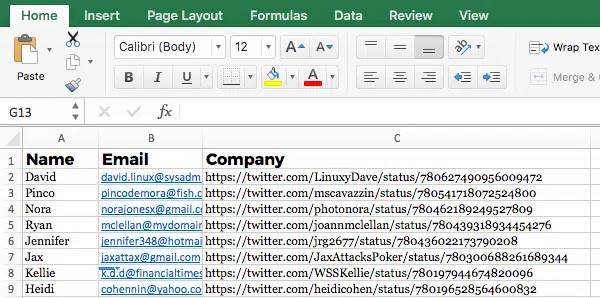 Home Insert Page Layout Formulas Data Review View
Calibri (Body) 12 A A Wrap Text
Paste B I U A Merge &
G13 fx
A B C
1 Name Email Company
2 David david.linux@sysadm https://twitter.com/LinuxyDave/status/780627490956009472
3 Pinco pincodemora@fish.c https://twitter.com/mscavazzin/status/780541718072524800
4 Nora norajonesx@gmail.c https://twitter.com/photonora/status/780462189249527809
5 Ryan mclellan@mydomain https://twitter.com/joannmclellan/status/780439318934454276
6 Jennifer jennifer348@hotmai https://twitter.com/jrg2677/status/780436022173790208
7 Jax jaxattax@gmail.com https://twitter.com/JaxAttacksPoker/status/780300688261689344
8 Kellie k.d.d@financialtimes https://twitter.com/WSSKellie/status/780197944674820096
9 Heidi cohennin@yahoo.co https://twitter.com/heidicohen/status/780196528564600832